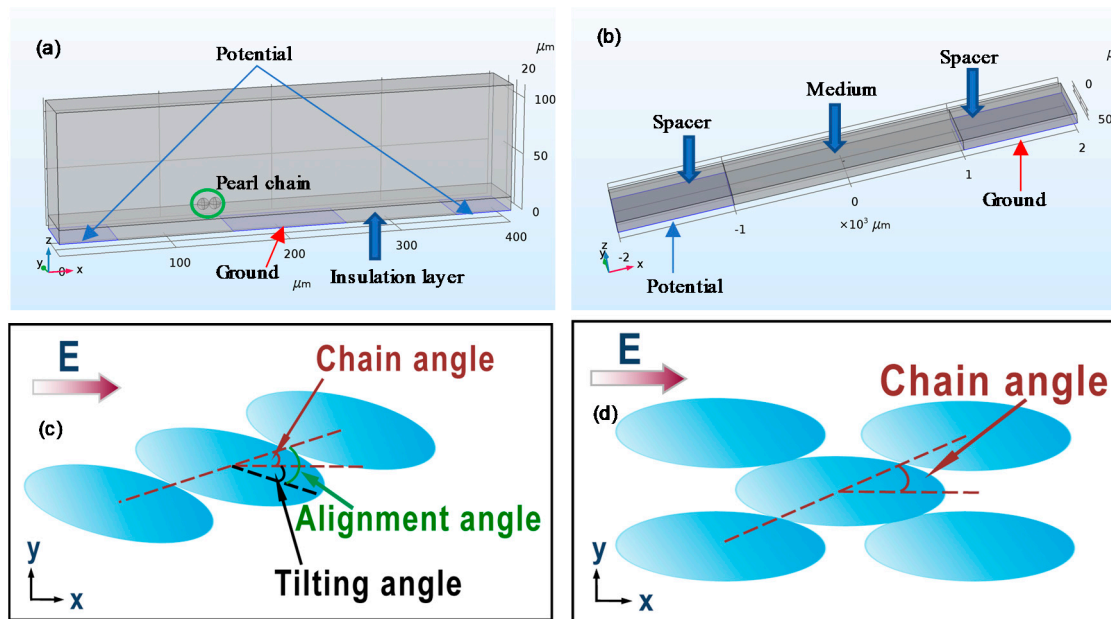 (a)
Potential
μm
20
100
50
0
Pearl chain
z
y
x
0
100
200
300
400
Ground
μm
Insulation layer
(b)
Spacer
Medium
Spacer
0
50
2
1
0
-1
-2
×10³ μm
Ground
Potential
z
y
x
E
Chain angle
(c)
Alignment angle
Tilting angle
y
x
E
Chain angle
(d)
y
x